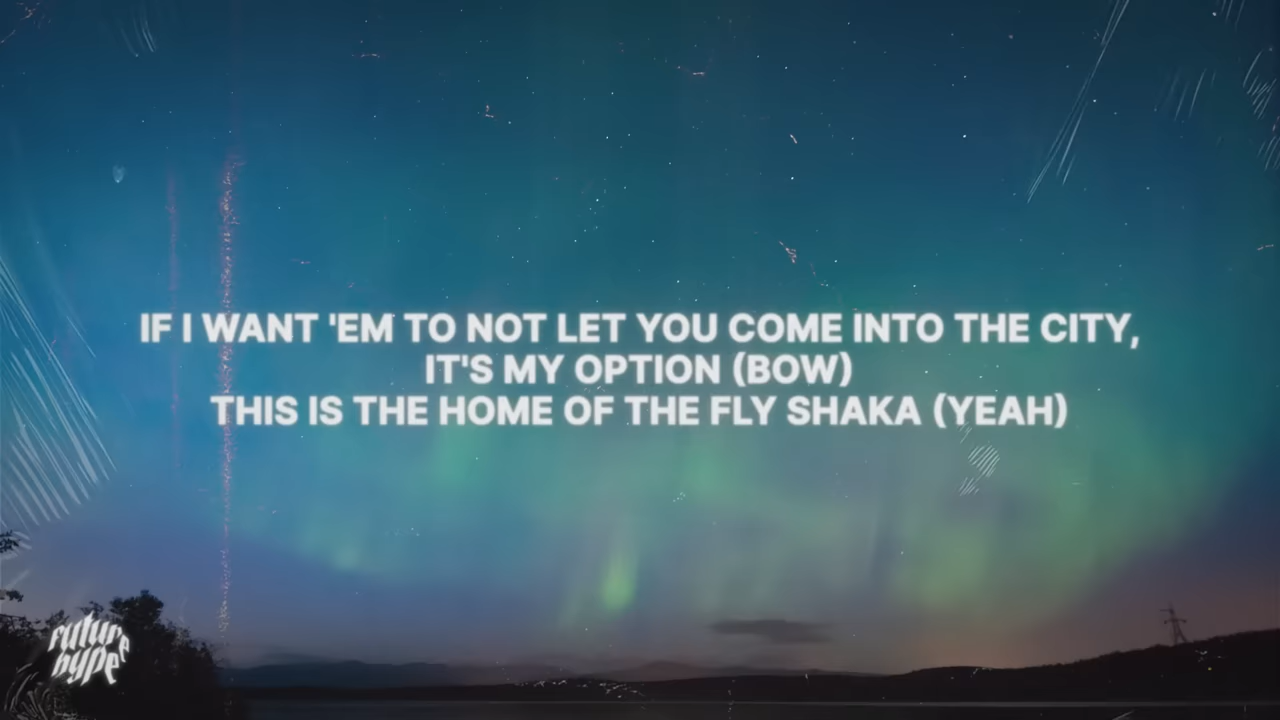 IF I WANT 'EM TO NOT LET YOU COME INTO THE CITY,
IT'S MY OPTION (BOW)
THIS IS THE HOME OF THE FLY SHAKA (YEAH)
future
hype